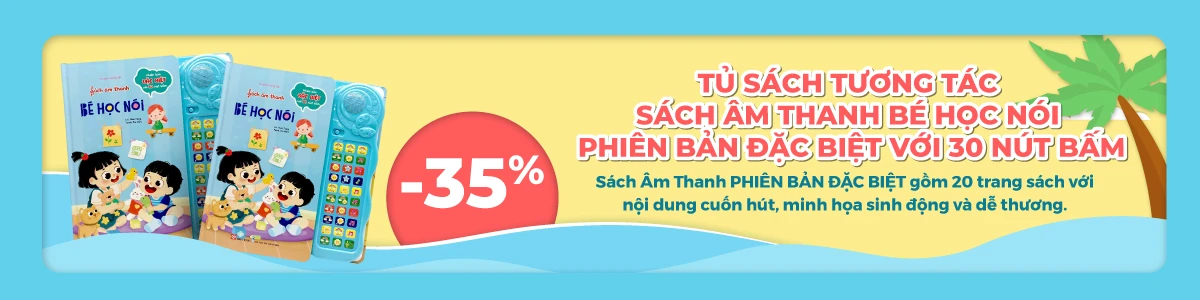 Sách âm thanh
BÉ HỌC NÓI
Sách âm thanh
BÉ HỌC NÓI
-35%
TỦ SÁCH TƯƠNG TÁC
SÁCH ÂM THANH BÉ HỌC NÓI
PHIÊN BẢN ĐẶC BIỆT VỚI 30 NÚT BẤM
Sách Âm Thanh PHIÊN BẢN ĐẶC BIỆT gồm 20 trang sách với
nội dung cuốn hút, minh họa sinh động và dễ thương.